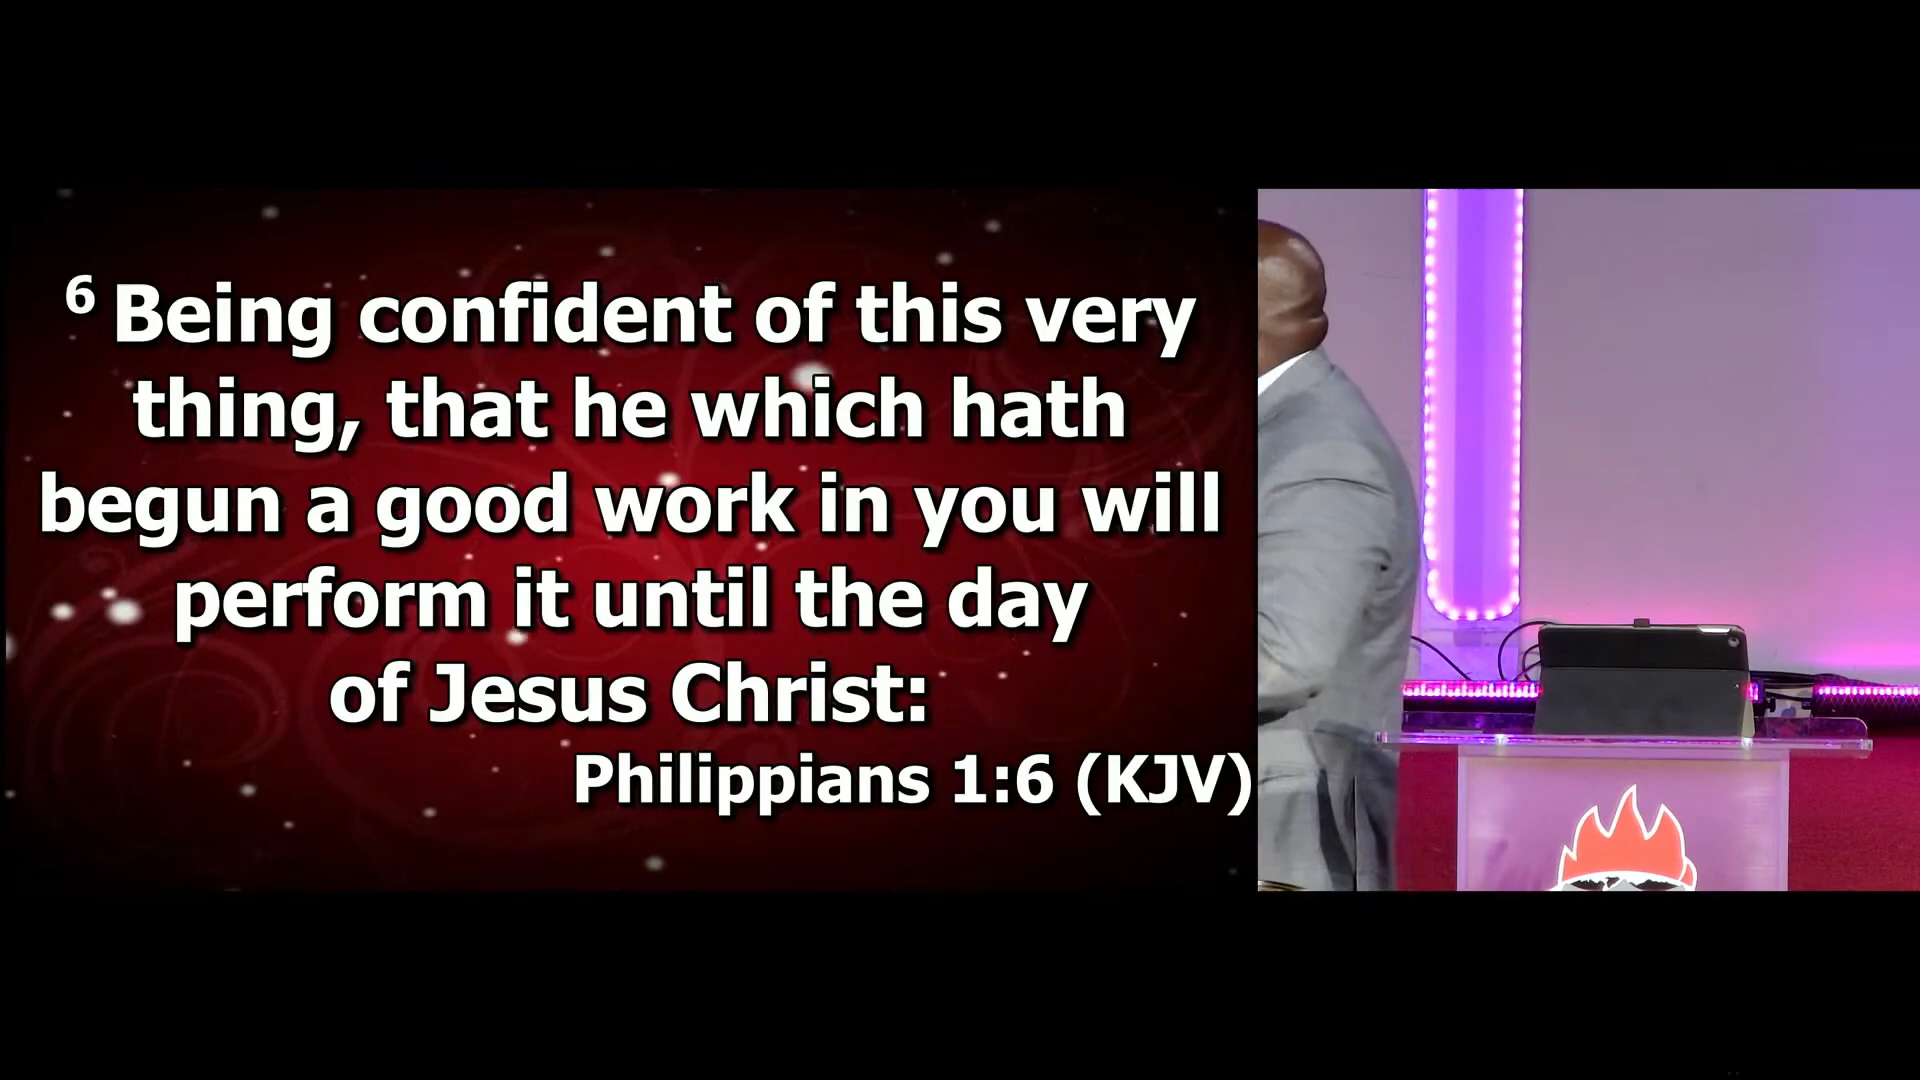 6 Being confident of this very
thing, that he which hath
begun a good work in you will
perform it until the day
of Jesus Christ:
Philippians 1:6 (KJV)